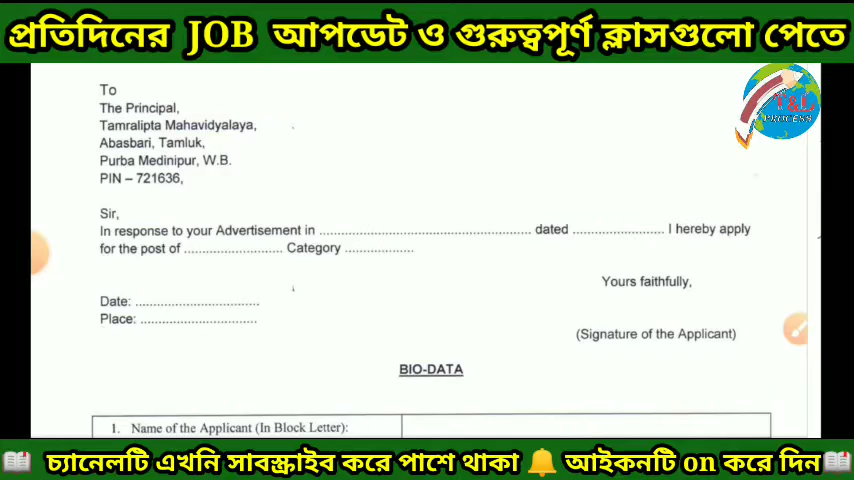 প্রতিদিনের JOB আপডেট ও গুরুত্বপূর্ণ ক্লাসগুলো পেতে
T&L
PROCESS
To
The Principal,
Tamralipta Mahavidyalaya,
Abasbari, Tamluk,
Purba Medinipur, W.B.
PIN – 721636,
Sir,
In response to your Advertisement in ........................................................ dated ........................ I hereby apply
for the post of .......................... Category ..................
Yours faithfully,
Date: .................................
Place: ...............................
(Signature of the Applicant)
BIO-DATA
1. Name of the Applicant (In Block Letter):
📖 চ্যানেলটি এখনি সাবস্ক্রাইব করে পাশে থাকা 🔔 আইকনটি on করে দিন 📖